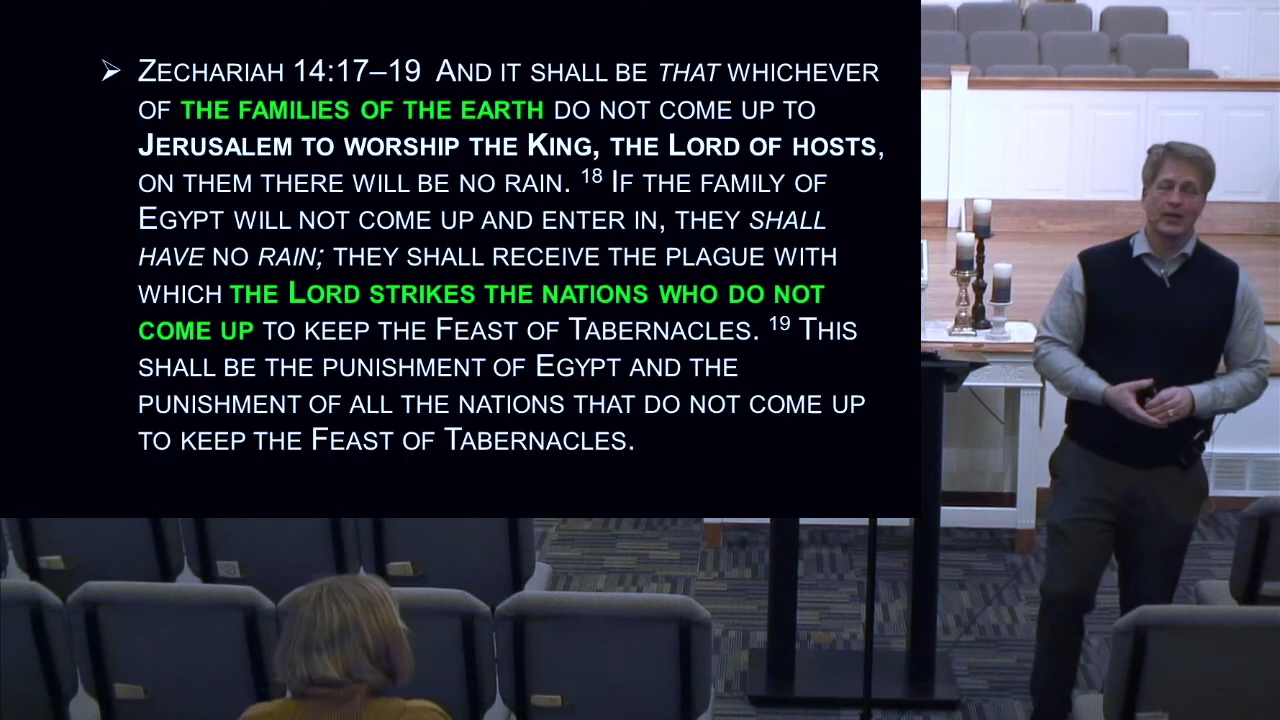 ➢ ZECHARIAH 14:17–19 AND IT SHALL BE THAT WHICHEVER
OF THE FAMILIES OF THE EARTH DO NOT COME UP TO
JERUSALEM TO WORSHIP THE KING, THE LORD OF HOSTS,
ON THEM THERE WILL BE NO RAIN. 18 IF THE FAMILY OF
EGYPT WILL NOT COME UP AND ENTER IN, THEY SHALL
HAVE NO RAIN; THEY SHALL RECEIVE THE PLAGUE WITH
WHICH THE LORD STRIKES THE NATIONS WHO DO NOT
COME UP TO KEEP THE FEAST OF TABERNACLES. 19 THIS
SHALL BE THE PUNISHMENT OF EGYPT AND THE
PUNISHMENT OF ALL THE NATIONS THAT DO NOT COME UP
TO KEEP THE FEAST OF TABERNACLES.